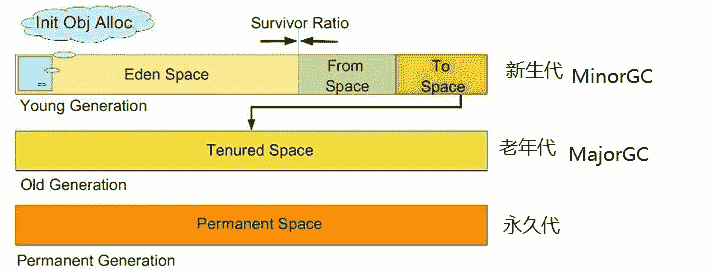 Init Obj Alloc
Survivor Ratio
Eden Space
From
Space
To
Space
新生代 MinorGC
Young Generation
Tenured Space
老年代 MajorGC
Old Generation
Permanent Space
永久代
Permanent Generation